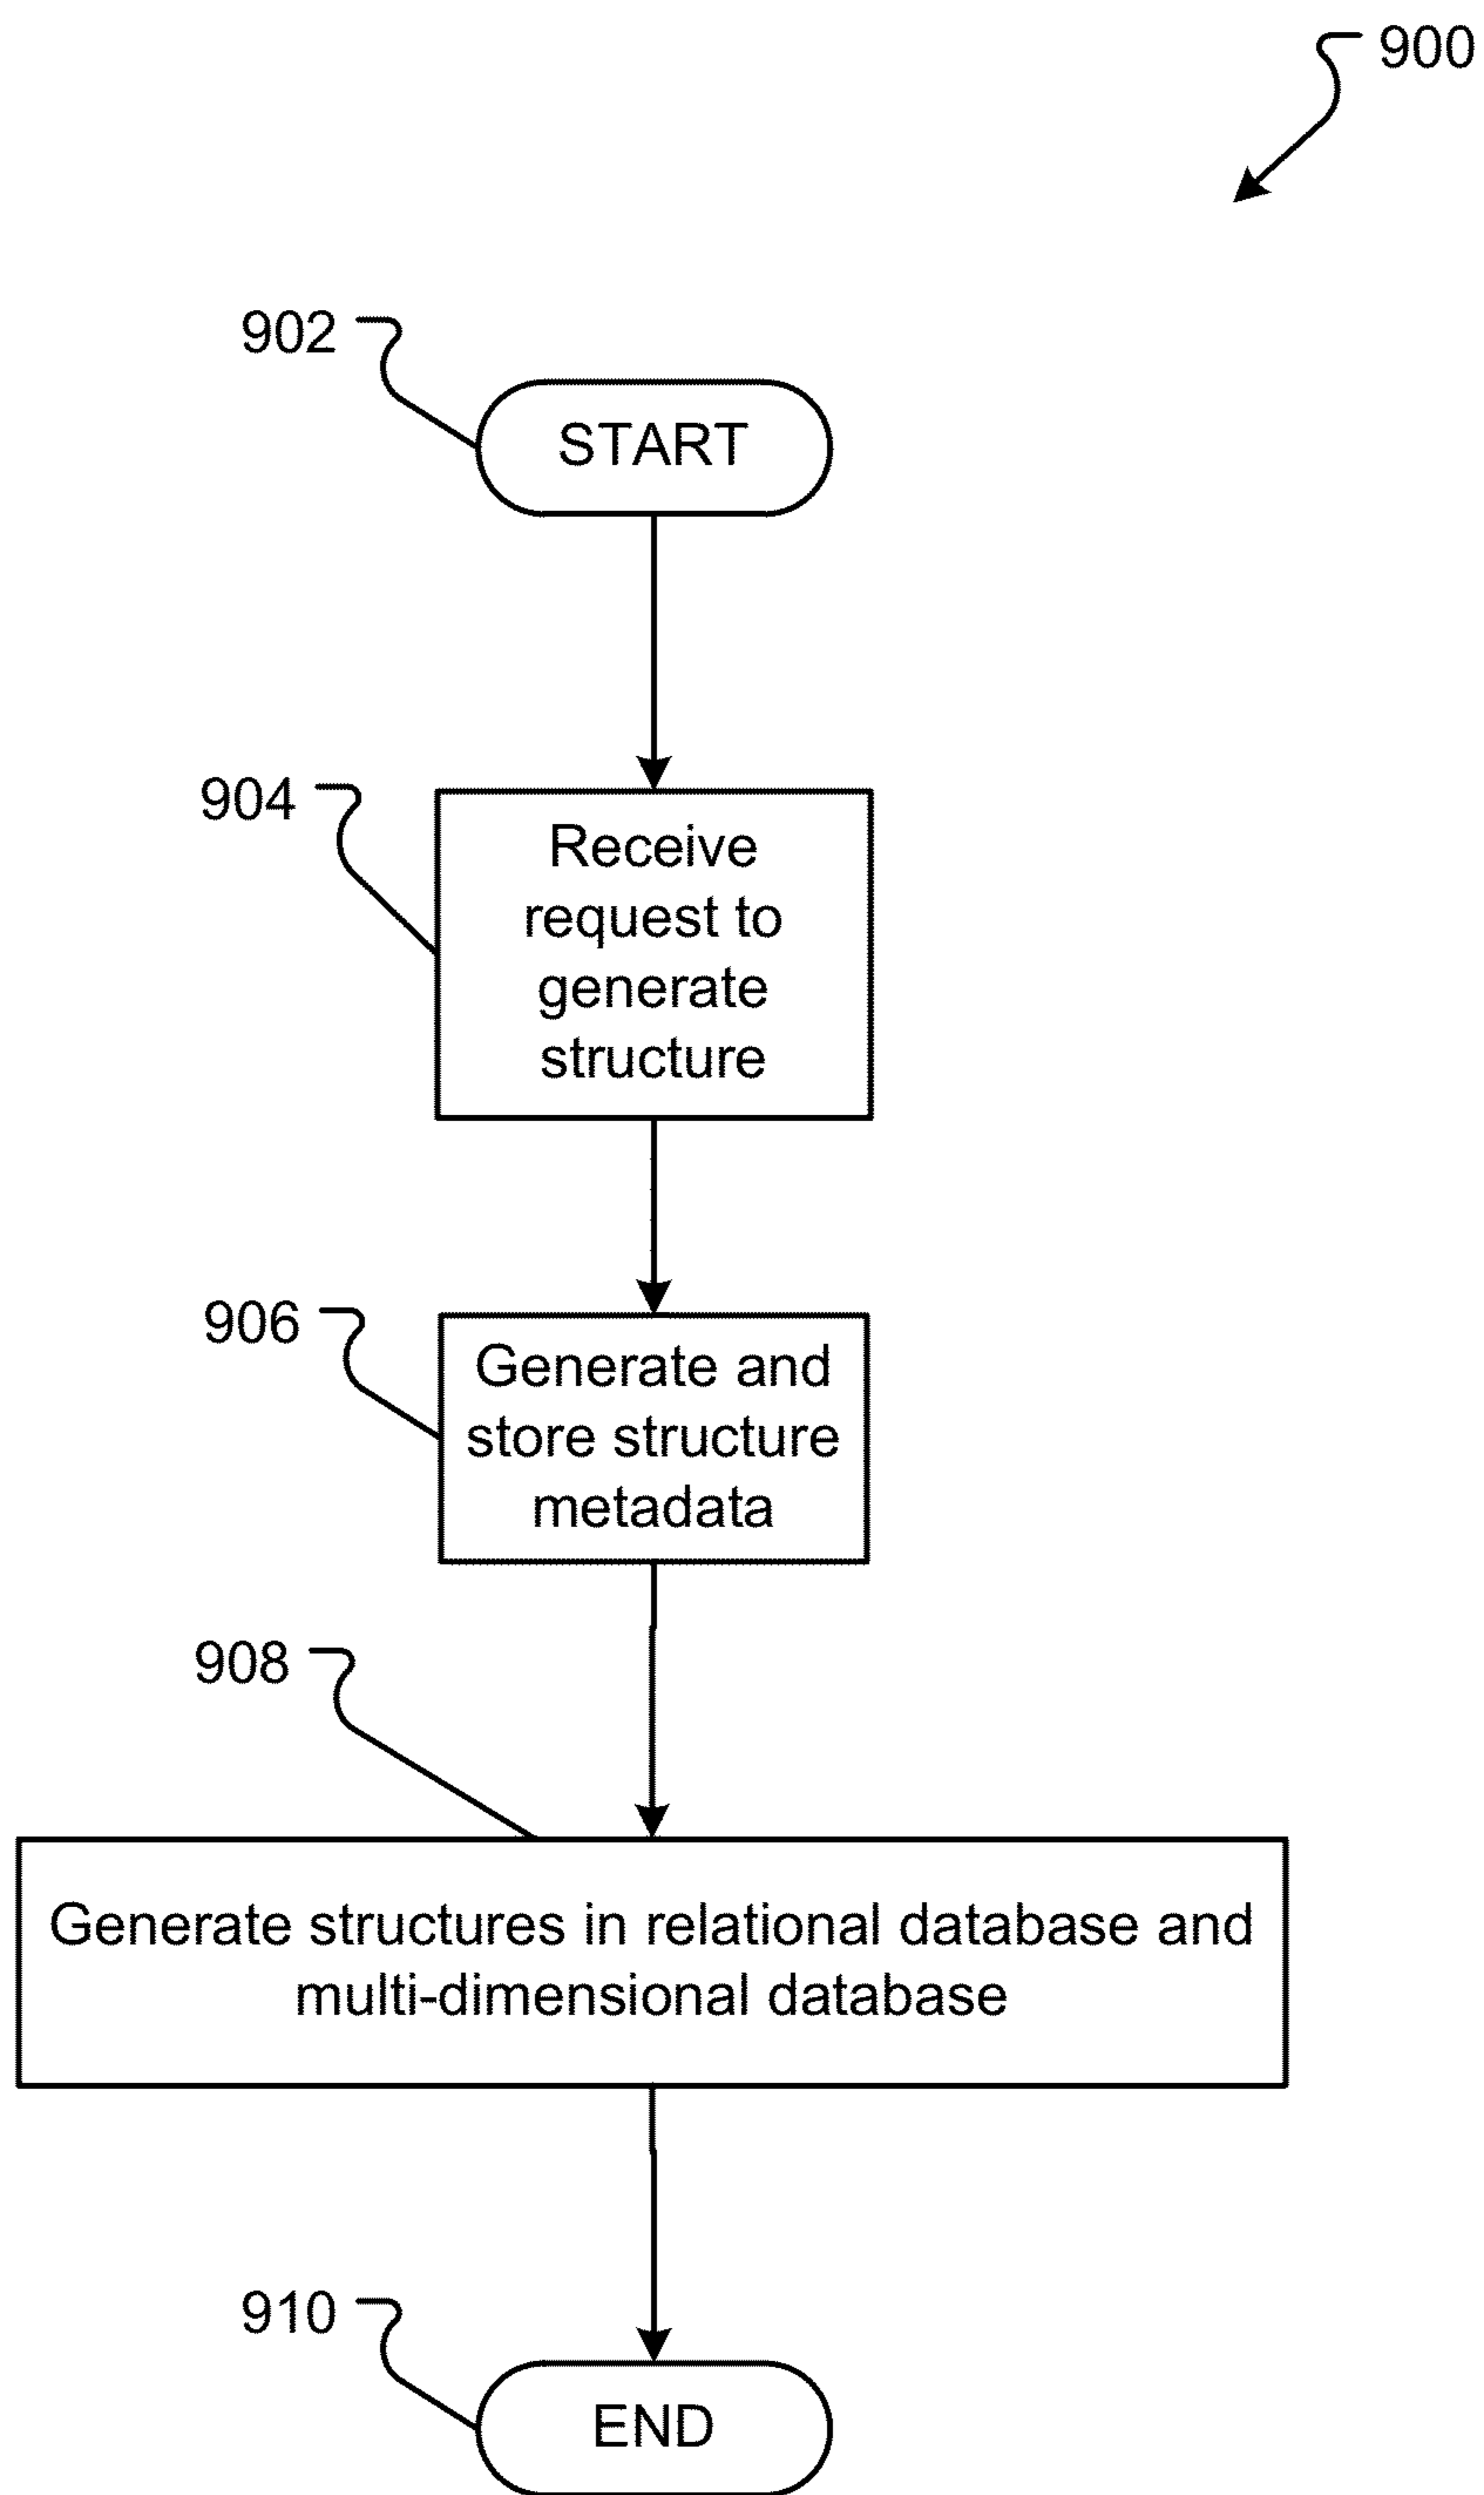 900
902
START
904
Receive
request to
generate
structure
906
Generate and
store structure
metadata
908
Generate structures in relational database and
multi-dimensional database
910
END